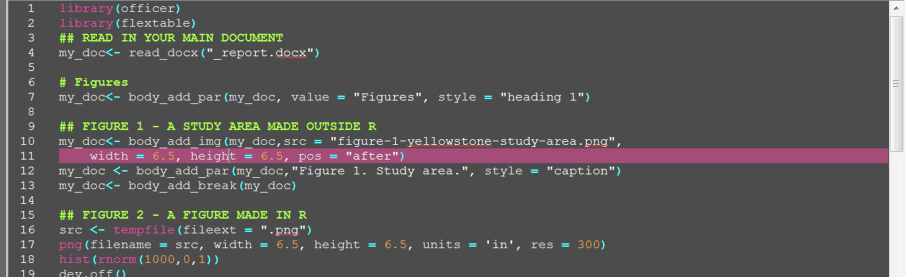 1 library(officer)
2 library(flextable)
3 ## READ IN YOUR MAIN DOCUMENT
4 my_doc<- read_docx("_report.docx")
5
6 # Figures
7 my_doc<- body_add_par(my_doc, value = "Figures", style = "heading 1")
8
9 ## FIGURE 1 - A STUDY AREA MADE OUTSIDE R
10 my_doc<- body_add_img(my_doc,src = "figure-1-yellowstone-study-area.png",
11     width = 6.5, height = 6.5, pos = "after")
12 my_doc <- body_add_par(my_doc,"Figure 1. Study area.", style = "caption")
13 my_doc<- body_add_break(my_doc)
14
15 ## FIGURE 2 - A FIGURE MADE IN R
16 src <- tempfile(fileext = ".png")
17 png(filename = src, width = 6.5, height = 6.5, units = 'in', res = 300)
18 hist(rnorm(1000,0,1))
19 dev.off()